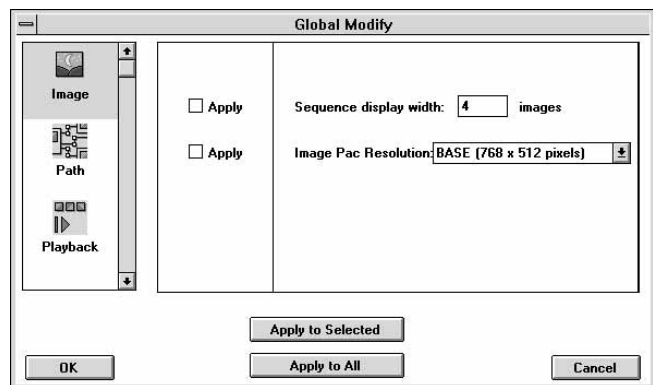 Global Modify
Image
Path
Playback
Apply
Sequence display width: 4 images
Apply
Image Pac Resolution: BASE (768 x 512 pixels)
Apply to Selected
OK
Apply to All
Cancel